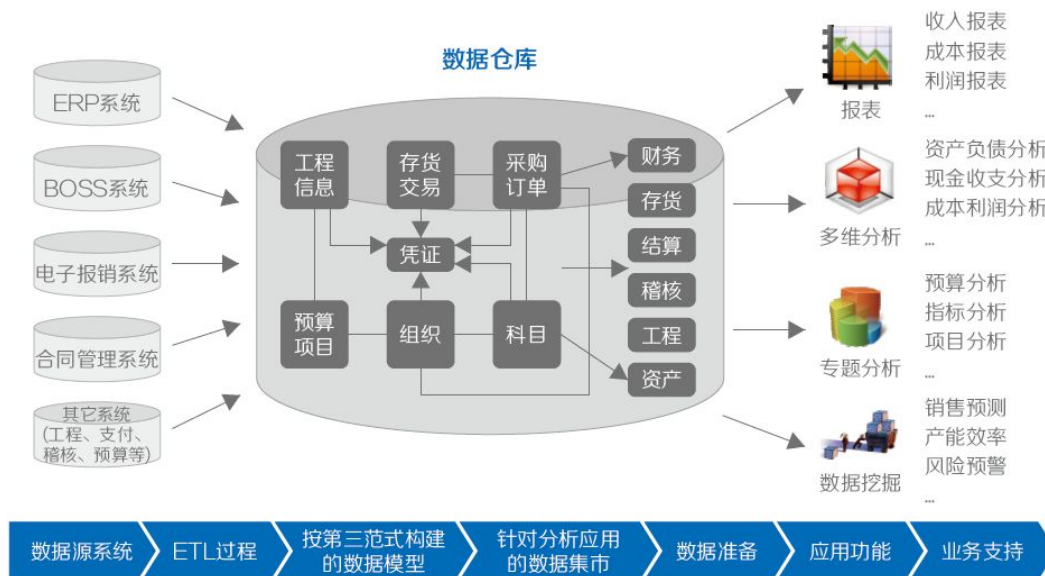 数据仓库
ERP系统
BOSS系统
电子报销系统
合同管理系统
其它系统
(工程、支付、
稽核、预算等)
工程
信息
存货
交易
采购
订单
凭证
预算
项目
组织
科目
财务
存货
结算
稽核
工程
资产
报表
收入报表
成本报表
利润报表
...
多维分析
资产负债分析
现金收支分析
成本利润分析
...
专题分析
预算分析
指标分析
项目分析
...
数据挖掘
销售预测
产能效率
风险预警
...
数据源系统
ETL过程
按第三范式构建
的数据模型
针对分析应用
的数据集市
数据准备
应用功能
业务支持